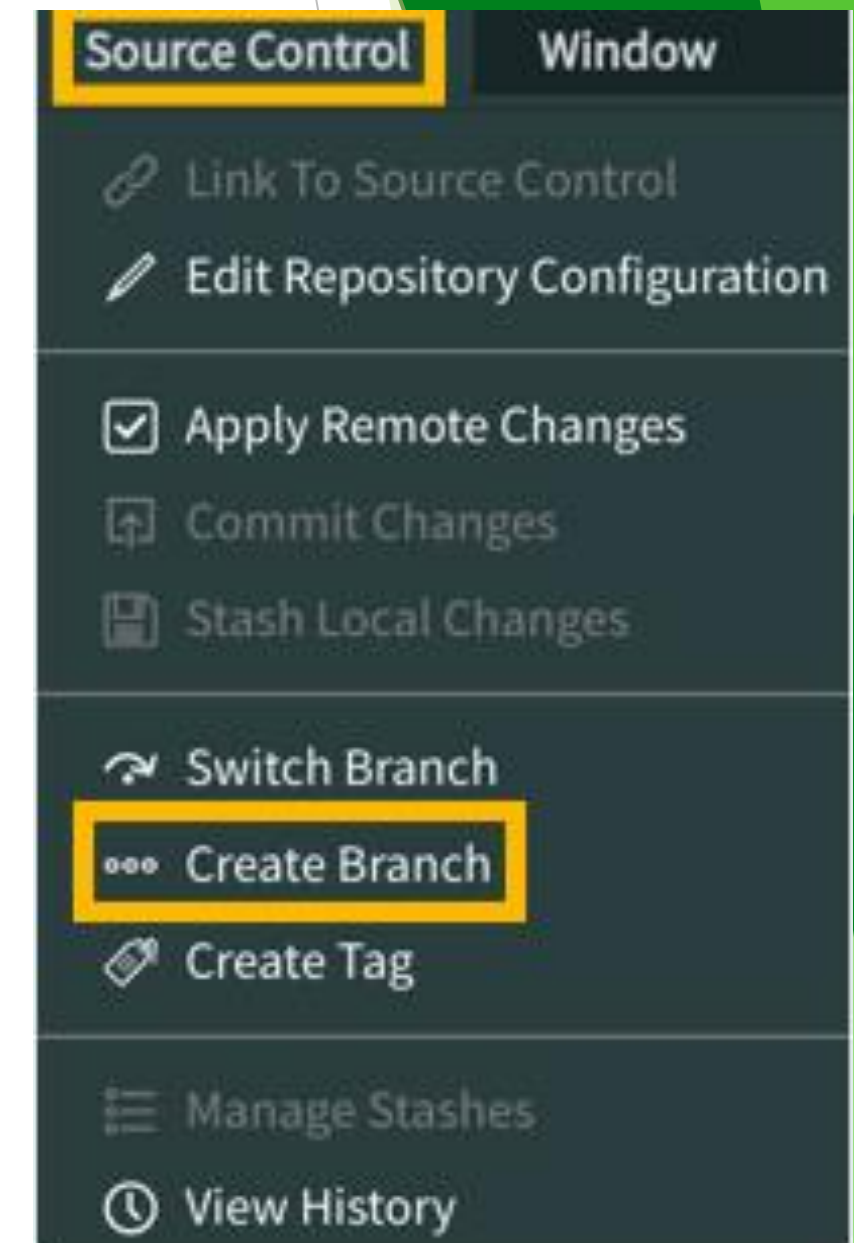 Source Control Window
Link To Source Control
Edit Repository Configuration
Apply Remote Changes
Commit Changes
Stash Local Changes
Switch Branch
Create Branch
Create Tag
Manage Stashes
View History